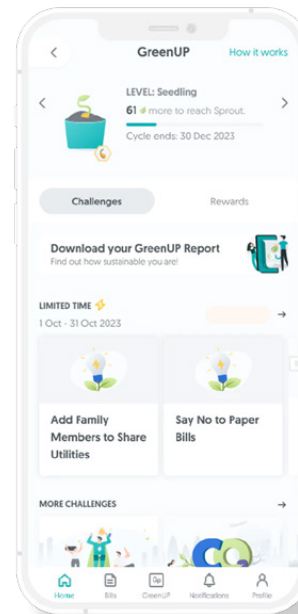 GreenUP
How it works
LEVEL: Seedling
61 more to reach Sprout.
Cycle ends: 30 Dec 2023
Challenges
Rewards
Download your GreenUP Report
Find out how sustainable you are!
LIMITED TIME
1 Oct - 31 Oct 2023
Add Family
Members to Share
Utilities
Say No to Paper
Bills
MORE CHALLENGES
CO
Home
Bills
GreenUP
Notifications
Profile